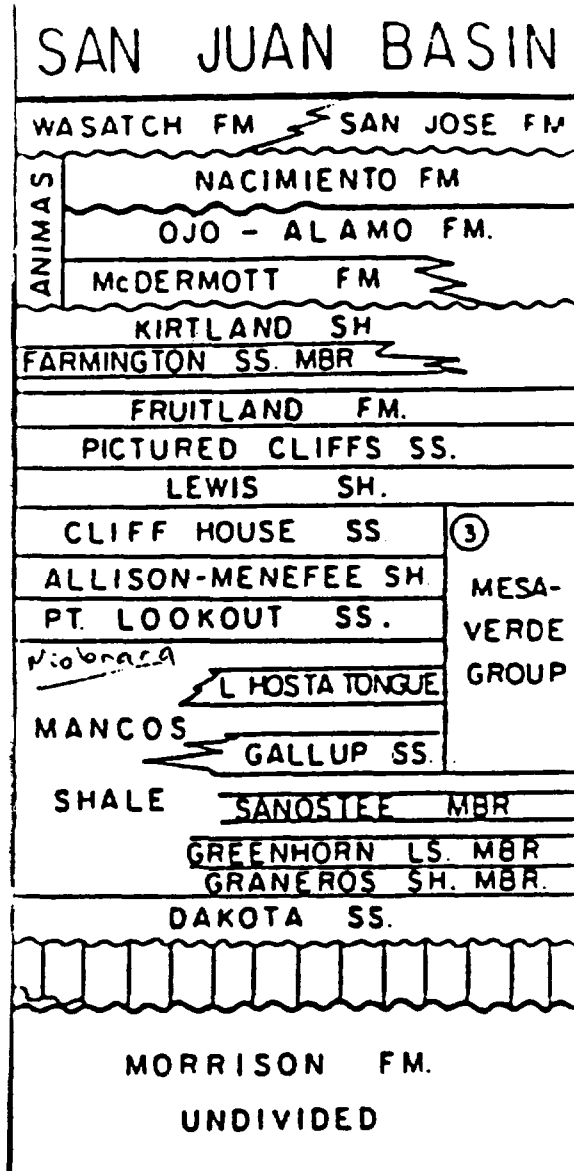 SAN JUAN BASIN
WASATCH FM SAN JOSE FM
ANIMAS
NACIMIENTO FM
OJO - ALAMO FM.
McDERMOTT FM
KIRTLAND SH
FARMINGTON SS. MBR
FRUITLAND FM.
PICTURED CLIFFS SS.
LEWIS SH.
CLIFF HOUSE SS
ALLISON-MENEFEE SH
PT. LOOKOUT SS.
3
MESA-
VERDE
GROUP
Niobrara
L HOSTA TONGUE
MANCOS
GALLUP SS.
SHALE
SANOSTEE MBR
GREENHORN LS. MBR
GRANEROS SH. MBR.
DAKOTA SS.
MORRISON FM.
UNDIVIDED